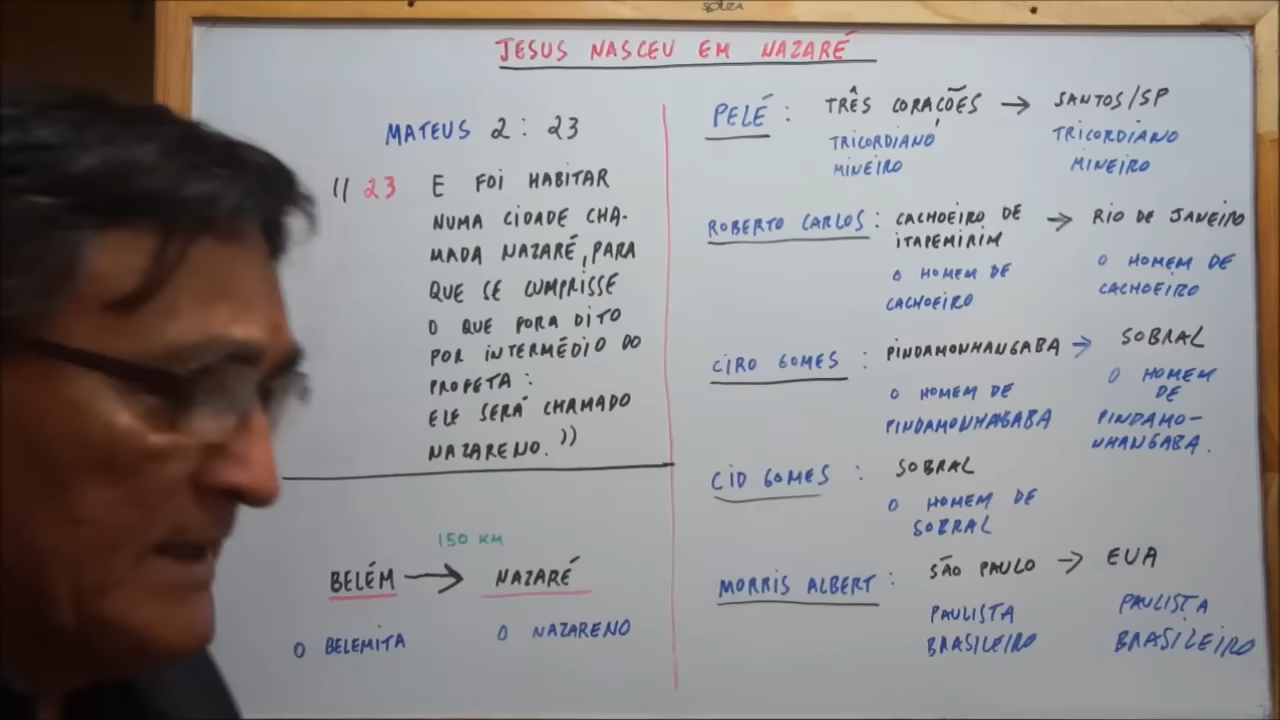 JESUS NASCEU EM NAZARÉ
MATEUS 2 : 23
" 23 E FOI HABITAR
NUMA CIDADE CHA-
MADA NAZARÉ, PARA
QUE SE CUMPRISSE
O QUE FORA DITO
POR INTERMÉDIO DO
PROFETA :
ELE SERÁ CHAMADO
NAZARENO. "
150 KM
BELÉM → NAZARÉ
O BELEMITA O NAZARENO
PELÉ : TRÊS CORAÇÕES → SANTOS/SP
TRICORDIANO TRICORDIANO
MINEIRO MINEIRO
ROBERTO CARLOS : CACHOEIRO DE → RIO DE JANEIRO
ITAPEMIRIM
O HOMEM DE O HOMEM DE
CACHOEIRO CACHOEIRO
CIRO GOMES : PINDAMONHANGABA → SOBRAL
O HOMEM DE O HOMEM
DE
PINDAMONHAGABA PINDAMO-
NHANGABA.
CID GOMES : SOBRAL
O HOMEM DE
SOBRAL
MORRIS ALBERT : SÃO PAULO → EUA
PAULISTA PAULISTA
BRASILEIRO BRASILEIRO